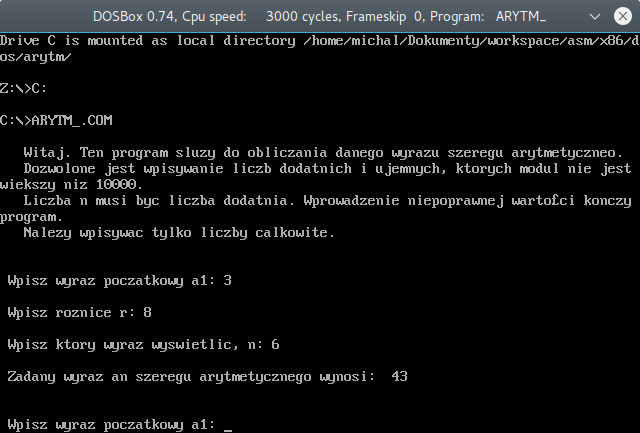 DOSBox 0.74, Cpu speed:    3000 cycles, Frameskip  0, Program:   ARYTM_
Drive C is mounted as local directory /home/michal/Dokumenty/workspace/asm/x86/d
os/arytm/
Z:\>C:
C:\>ARYTM_.COM
Witaj. Ten program sluzy do obliczania danego wyrazu szeregu arytmetyczneo.
Dozwolone jest wpisywanie liczb dodatnich i ujemnych, ktorych modul nie jest
wiekszy niz 10000.
Liczba n musi byc liczba dodatnia. Wprowadzenie niepoprawnej wartości konczy
program.
Nalezy wpisywac tylko liczby calkowite.
Wpisz wyraz poczatkowy a1: 3
Wpisz roznice r: 8
Wpisz ktory wyraz wyswietlic, n: 6
Zadany wyraz an szeregu arytmetycznego wynosi:  43
Wpisz wyraz poczatkowy a1: _